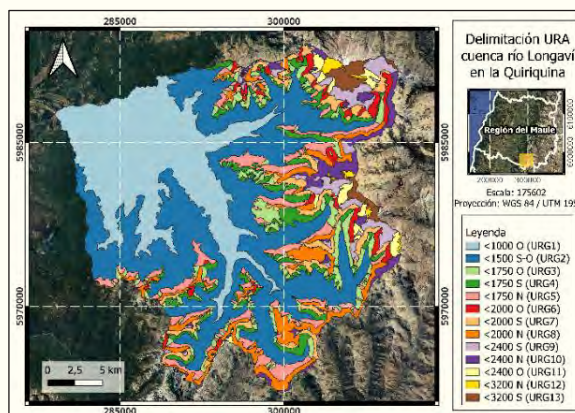 285000
300000
5985000
5970000
0
2,5
5 km
285000
300000
Delimitación URA
cuenca río Longaví
en la Quiriquina
Región del Maule
200000
300000
Escala: 175602
Proyección: WGS 84 / UTM 19S
Leyenda
<1000 O (URG1)
<1500 S-O (URG2)
<1750 O (URG3)
<1750 S (URG4)
<1750 N (URG5)
<2000 O (URG6)
<2000 S (URG7)
<2000 N (URG8)
<2400 S (URG9)
<2400 N (URG10)
<2400 O (URG11)
<3200 N (URG12)
<3200 S (URG13)